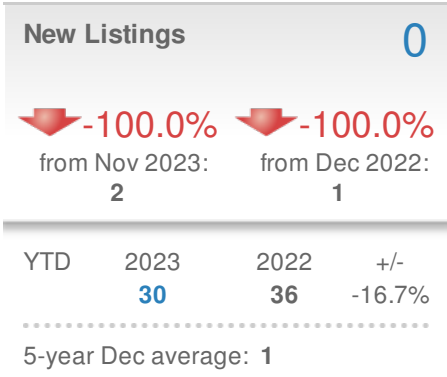 New Listings 0
-100.0% -100.0%
from Nov 2023: from Dec 2022:
2 1
YTD 2023 2022 +/-
30 36 -16.7%
5-year Dec average: 1